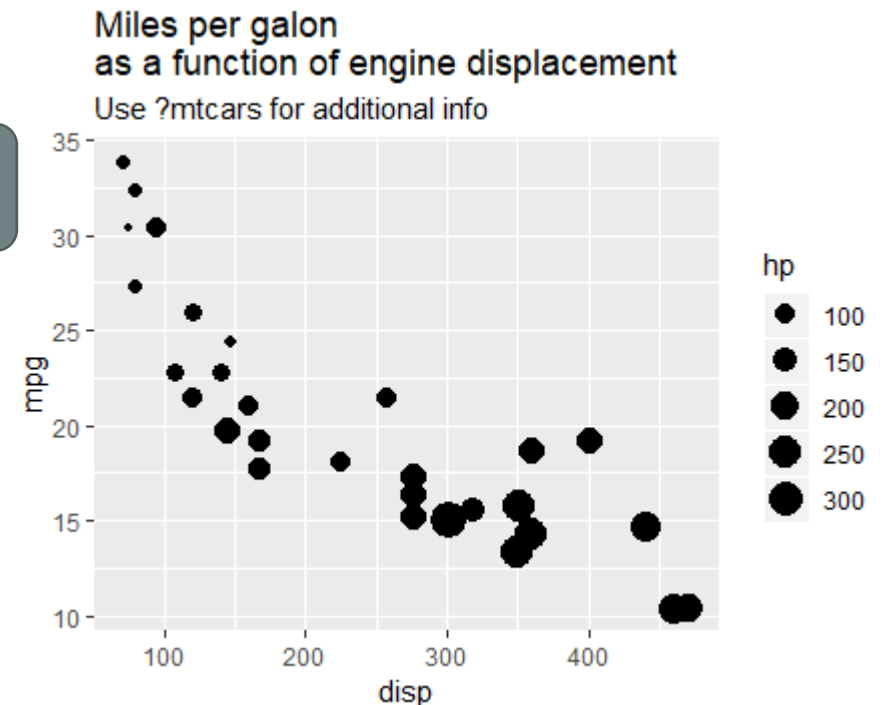 Miles per galon
as a function of engine displacement
Use ?mtcars for additional info
35
30
25
20
15
10
mpg
100
200
300
400
disp
hp
100
150
200
250
300